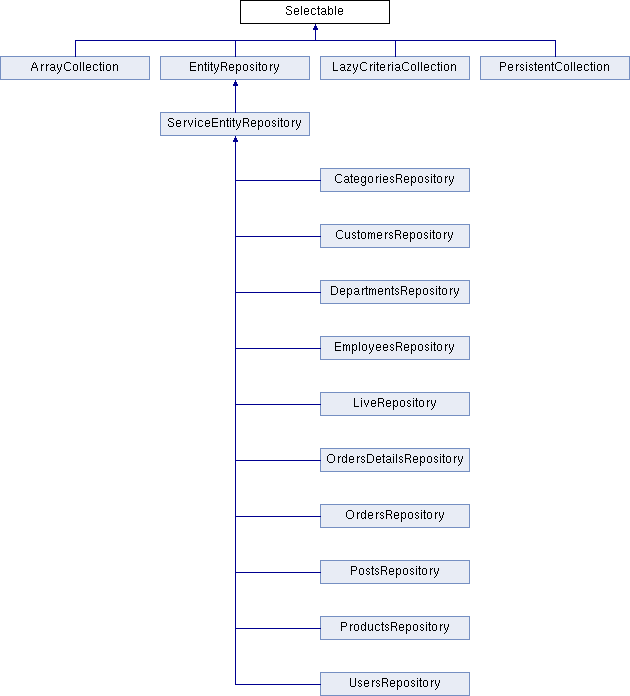 Selectable
ArrayCollection
EntityRepository
LazyCriteriaCollection
PersistentCollection
ServiceEntityRepository
CategoriesRepository
CustomersRepository
DepartmentsRepository
EmployeesRepository
LiveRepository
OrdersDetailsRepository
OrdersRepository
PostsRepository
ProductsRepository
UsersRepository